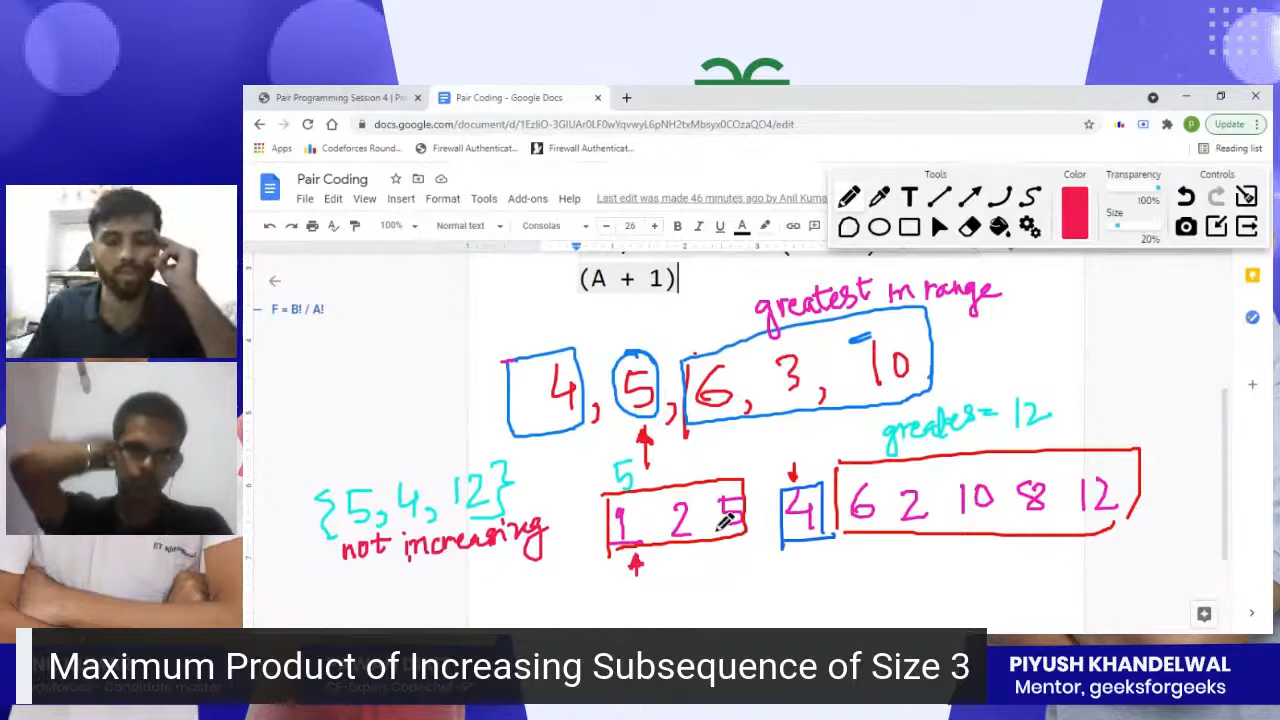 Pair Programming Session 4 | Pr
Pair Coding - Google Docs
docs.google.com/document/d/1EzliO-3GlUAr0LF0wYqvwyL6pNH2txMbsyx0COzaQO4/edit
P
Update
Apps
Codeforces Round...
Firewall Authenticat...
Firewall Authenticat...
Reading list
Pair Coding
File Edit View Insert Format Tools Add-ons Help Last edit was made 46 minutes ago by Anil Kuma
100% Normal text Consolas 26 B I U A
Tools Color Transparency Controls
T
100%
Size
20%
(A + 1)
F = B! / A!
greatest in range
4, 5, 6, 3, 10
greates= 12
5
{5, 4, 12}
1 2 5 4 6 2 10 8 12
not increasing
Maximum Product of Increasing Subsequence of Size 3
PIYUSH KHANDELWAL
Mentor, geeksforgeeks